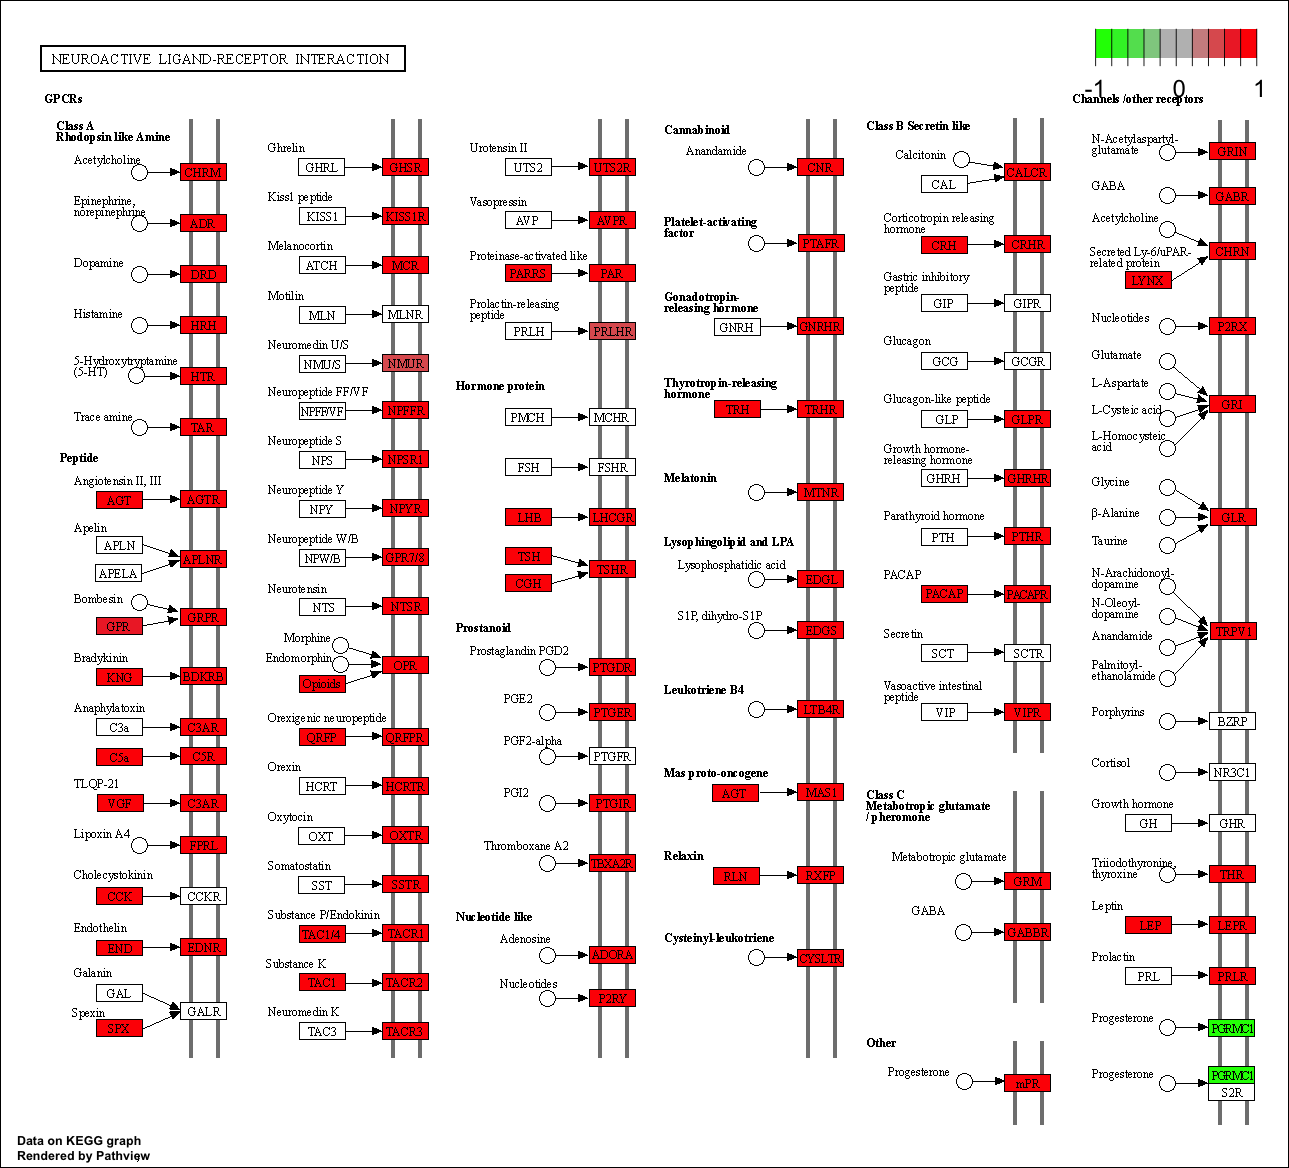 NEUROACTIVE LIGAND-RECEPTOR INTERACTION
-1
0
1
GPCRs
Class A
Rhodopsin like Amine
Acetylcholine
CHRM
Epinephrine,
norepinephrine
ADR
Dopamine
DRD
Histamine
HRH
5-Hydroxytryptamine
(5-HT)
HTR
Trace amine
TAR
Peptide
Angiotensin II, III
AGT
AGTR
Apelin
APLN
APELA
APLNR
Bombesin
GPR
GRPR
Bradykinin
KNG
BDKRB
Anaphylatoxin
C3a
C3AR
C5a
C5R
TLQP-21
VGF
C3AR
Lipoxin A4
FPRL
Cholecystokinin
CCK
CCKR
Endothelin
END
EDNR
Galanin
GAL
GALR
Spexin
SPX
Ghrelin
GHRL
GHSR
Kiss1 peptide
KISS1
KISS1R
Melanocortin
ATCH
MCR
Motilin
MLN
MLNR
Neuromedin U/S
NMU/S
NMUR
Neuropeptide FF/VF
NPFF/VF
NPFFR
Neuropeptide S
NPS
NPSR1
Neuropeptide Y
NPY
NPYR
Neuropeptide W/B
NPW/B
GPR7/8
Neurotensin
NTS
NTSR
Morphine
Endomorphin
Opioids
OPR
Orexigenic neuropeptide
QRFP
QRFPR
Orexin
HCRT
HCRTR
Oxytocin
OXT
OXTR
Somatostatin
SST
SSTR
Substance P/Endokinin
TAC1/4
TACR1
Substance K
TAC1
TACR2
Neuromedin K
TAC3
TACR3
Urotensin II
UTS2
UTS2R
Vasopressin
AVP
AVPR
Proteinase-activated like
PARRS
PAR
Prolactin-releasing
peptide
PRLH
PRLHR
Hormone protein
PMCH
MCHR
FSH
FSHR
LHB
LHCGR
TSH
CGH
TSHR
Prostanoid
Prostaglandin PGD2
PTGDR
PGE2
PTGER
PGF2-alpha
PTGFR
PGI2
PTGIR
Thromboxane A2
TBXA2R
Nucleotide like
Adenosine
ADORA
Nucleotides
P2RY
Cannabinoid
Anandamide
CNR
Platelet-activating
factor
PTAFR
Gonadotropin-
releasing hormone
GNRH
GNRHR
Thyrotropin-releasing
hormone
TRH
TRHR
Melatonin
MTNR
Lysophingolipid and LPA
Lysophosphatidic acid
EDGL
S1P, dihydro-S1P
EDGS
Leukotriene B4
LTB4R
Mas proto-oncogene
AGT
MAS1
Relaxin
RLN
RXFP
Cysteinyl-leukotriene
CYSLTR
Class B Secretin like
Calcitonin
CAL
CALCR
Corticotropin releasing
hormone
CRH
CRHR
Gastric inhibitory
peptide
GIP
GIPR
Glucagon
GCG
GCGR
Glucagon-like peptide
GLP
GLPR
Growth hormone-
releasing hormone
GHRH
GHRHR
Parathyroid hormone
PTH
PTHR
PACAP
PACAP
PACAPR
Secretin
SCT
SCTR
Vasoactive intestinal
peptide
VIP
VIPR
Class C
Metabotropic glutamate
/ pheromone
Metabotropic glutamate
GRM
GABA
GABBR
Other
Progesterone
mPR
Channels /other receptors
N-Acetylaspartyl-
glutamate
GRIN
GABA
GABR
Acetylcholine
CHRN
Secreted Ly-6/uPAR-
related protein
LYNX
Nucleotides
P2RX
Glutamate
L-Aspartate
L-Cysteic acid
L-Homocysteic
acid
GRI
Glycine
β-Alanine
Taurine
GLR
N-Arachidonoyl-
dopamine
N-Oleoyl-
dopamine
Anandamide
Palmitoyl-
ethanolamide
TRPV1
Porphyrins
BZRP
Cortisol
NR3C1
Growth hormone
GH
GHR
Triiodothyronine,
thyroxine
THR
Leptin
LEP
LEPR
Prolactin
PRL
PRLR
Progesterone
PGRMC1
Progesterone
PGRMC1
S2R
Data on KEGG graph
Rendered by Pathview